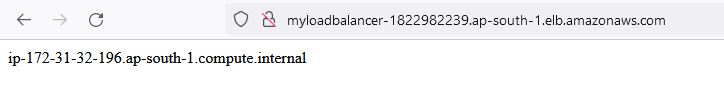 myloadbalancer-1822982239.ap-south-1.elb.amazonaws.com
ip-172-31-32-196.ap-south-1.compute.internal